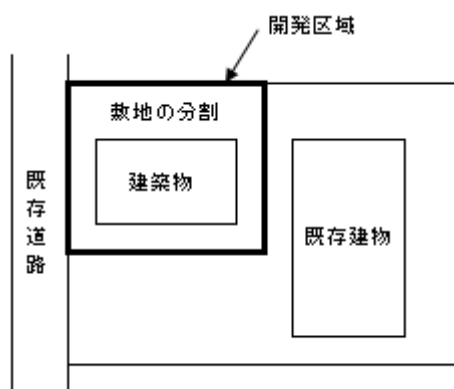 開発区域
敷地の分割
建築物
既存道路
既存建物